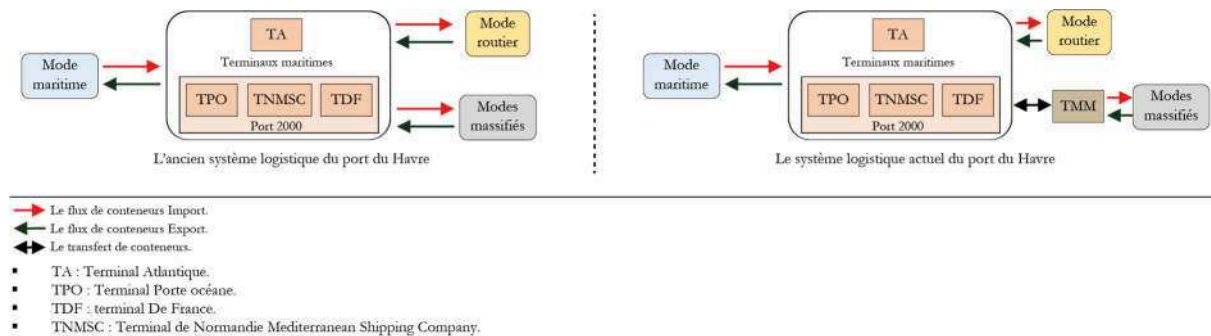 TA
Terminaux maritimes
Mode
maritime
TPO
TNMSC
TDF
Port 2000
Mode
routier
Modes
massifiés
L'ancien système logistique du port du Havre
TA
Terminaux maritimes
Mode
maritime
TPO
TNMSC
TDF
Port 2000
Mode
routier
TMM
Modes
massifiés
Le système logistique actuel du port du Havre
Le flux de conteneurs Import.
Le flux de conteneurs Export.
Le transfert de conteneurs.
▪ TA : Terminal Atlantique.
▪ TPO : Terminal Porte océane.
▪ TDF : terminal De France.
▪ TNMSC : Terminal de Normandie Mediterranean Shipping Company.